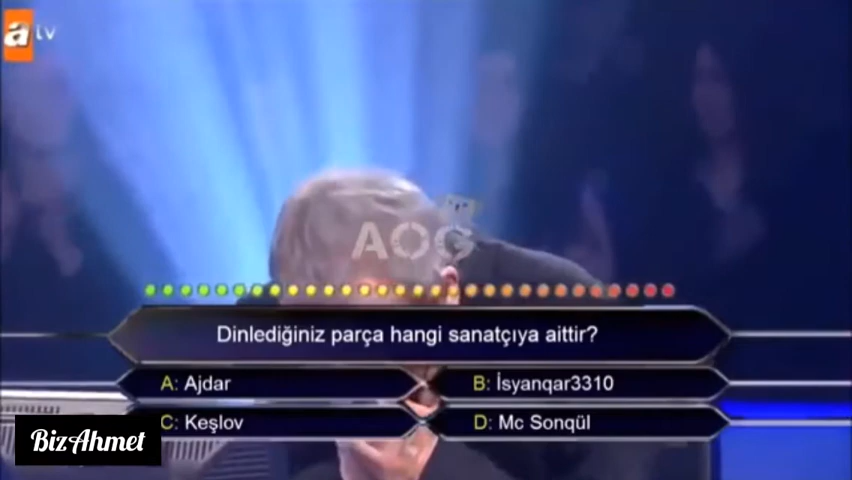 atv
AOG
Dinlediğiniz parça hangi sanatçıya aittir?
A: Ajdar
B: İsyanqar3310
C: Keşlov
D: Mc Sonqül
BizAhmet